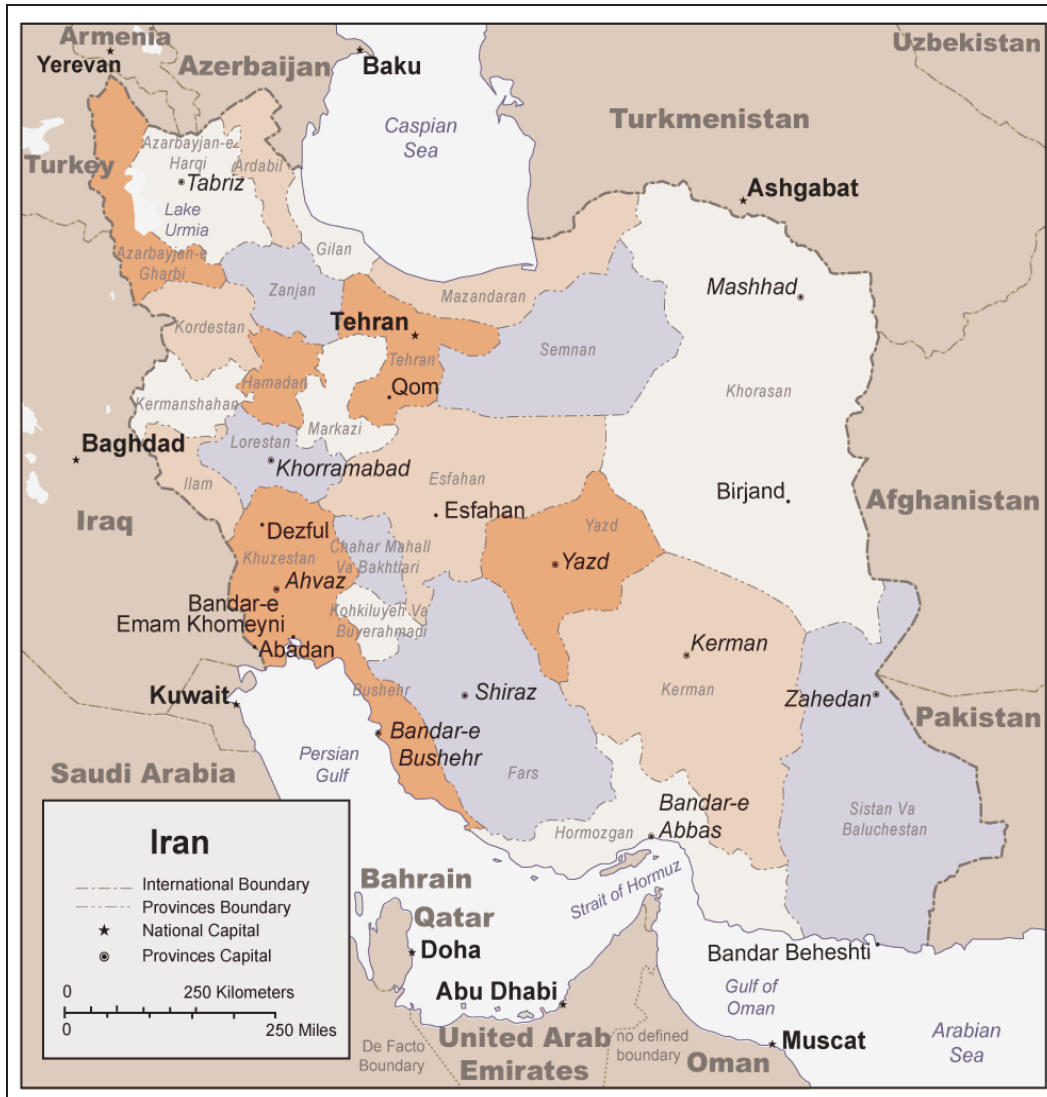 Armenia
Yerevan
Azerbaijan
Baku
Uzbekistan
Caspian
Sea
Turkmenistan
Turkey
Azarbayjan-e
Harqi
Ardabil
Tabriz
Lake
Urmia
Ashgabat
Gilan
Azarbayjan-e
Gharbi
Zanjan
Mazandaran
Mashhad
Kordestan
Tehran
Tehran
Semnan
Hamadan
Qom
Khorasan
Kermanshahan
Markazi
Baghdad
Lorestan
Khorramabad
Ilam
Esfahan
Birjand
Afghanistan
Iraq
Esfahan
Dezful
Yazd
Yazd
Khuzestan
Chahar Mahall
Va Bakhtiari
Ahvaz
Bandar-e
Emam Khomeyni
Kohkiluyeh Va
Buyerahmadi
Abadan
Kerman
Kerman
Kuwait
Bushehr
Shiraz
Zahedan
Pakistan
Bandar-e
Bushehr
Persian
Gulf
Saudi Arabia
Fars
Bandar-e
Abbas
Sistan Va
Baluchestan
Hormozgan
Iran
International Boundary
Provinces Boundary
National Capital
Provinces Capital
0 250 Kilometers
0 250 Miles
Bahrain
Strait of Hormuz
Qatar
Doha
Bandar Beheshti
Abu Dhabi
Gulf of
Oman
De Facto
Boundary
United Arab
Emirates
no defined
boundary
Oman
Muscat
Arabian
Sea